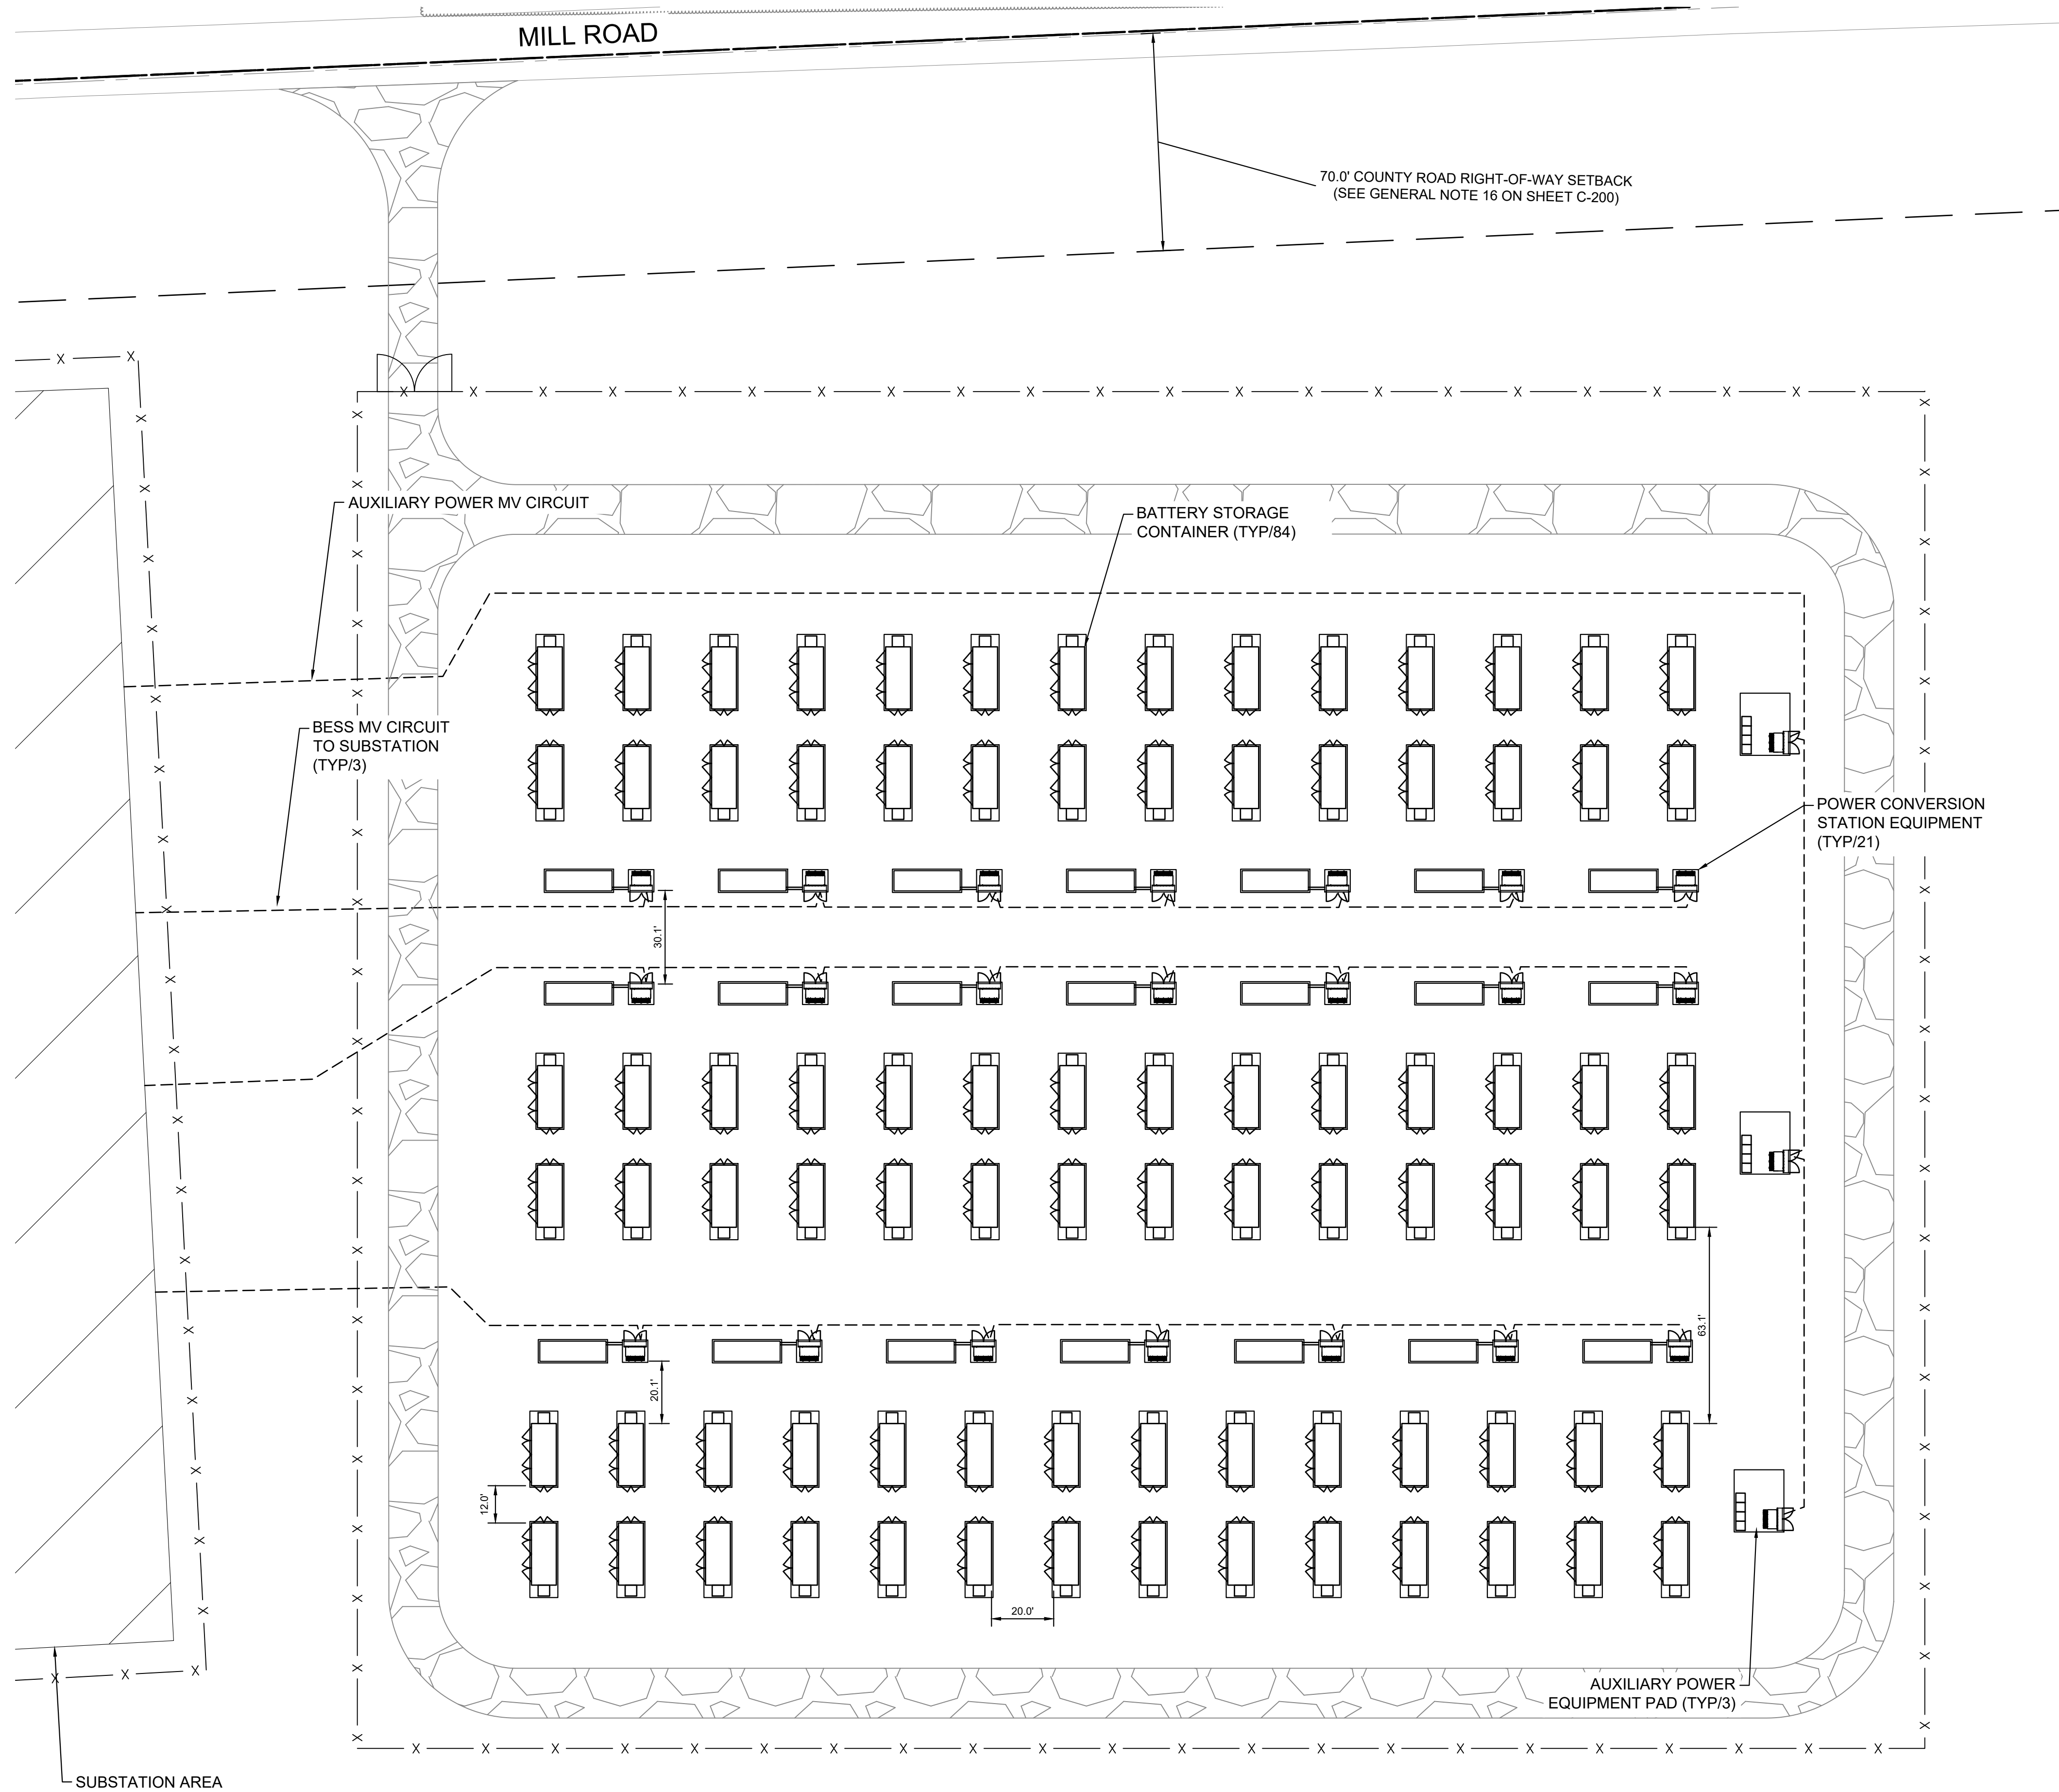 MILL ROAD
70.0' COUNTY ROAD RIGHT-OF-WAY SETBACK
(SEE GENERAL NOTE 16 ON SHEET C-200)
AUXILIARY POWER MV CIRCUIT
BATTERY STORAGE
CONTAINER (TYP/84)
BESS MV CIRCUIT
TO SUBSTATION
(TYP/3)
POWER CONVERSION
STATION EQUIPMENT
(TYP/21)
30.1'
63.1'
20.1'
12.0'
20.0'
AUXILIARY POWER
EQUIPMENT PAD (TYP/3)
SUBSTATION AREA